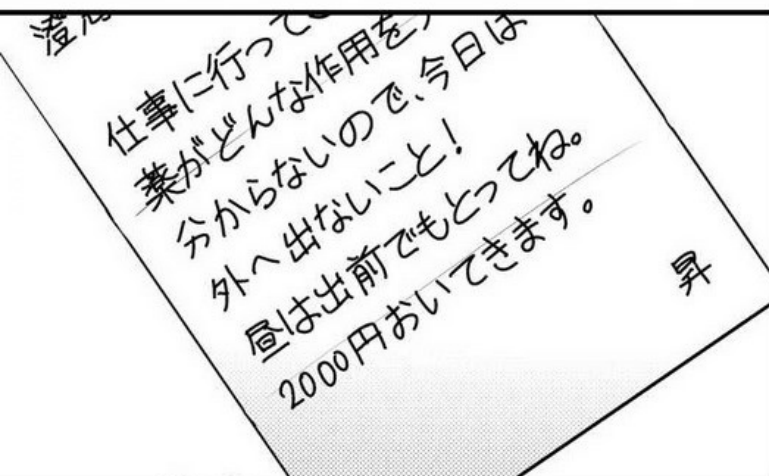 澄
仕事に行って
薬がどんな作用を
分からないので、今日は
外へ出ないこと！
昼は出前でもとってね。
2000円おいてきます。
昇